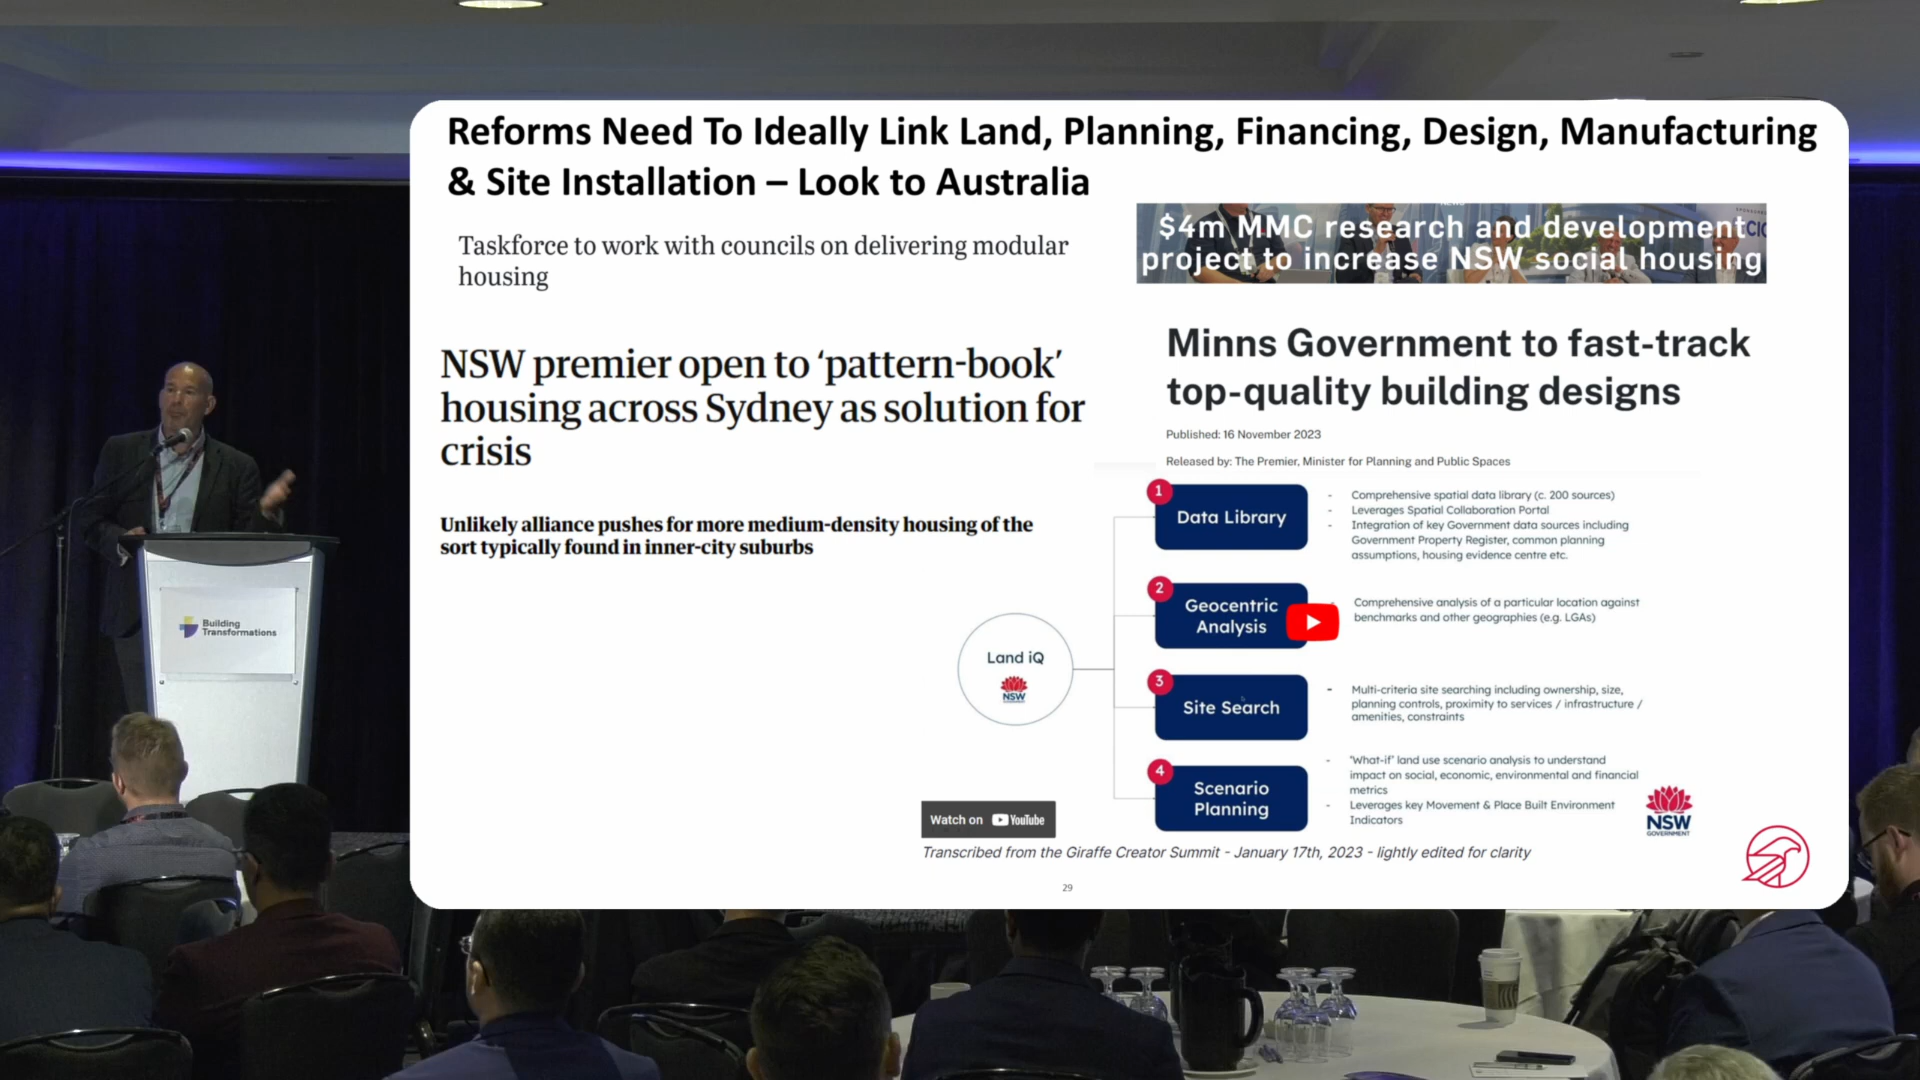 Reforms Need To Ideally Link Land, Planning, Financing, Design, Manufacturing
& Site Installation – Look to Australia
Taskforce to work with councils on delivering modular
housing
$4m MMC research and development
project to increase NSW social housing
NSW premier open to ‘pattern-book’
housing across Sydney as solution for
crisis
Unlikely alliance pushes for more medium-density housing of the
sort typically found in inner-city suburbs
Minns Government to fast-track
top-quality building designs
Published: 16 November 2023
Released by: The Premier, Minister for Planning and Public Spaces
Land iQ
NSW
1
Data Library
- Comprehensive spatial data library (c. 200 sources)
- Leverages Spatial Collaboration Portal
- Integration of key Government data sources including
Government Property Register, common planning
assumptions, housing evidence centre etc.
2
Geocentric
Analysis
Comprehensive analysis of a particular location against
benchmarks and other geographies (e.g. LGAs)
3
Site Search
- Multi-criteria site searching including ownership, size,
planning controls, proximity to services / infrastructure /
amenities, constraints
4
Scenario
Planning
- 'What-if' land use scenario analysis to understand
impact on social, economic, environmental and financial
metrics
- Leverages key Movement & Place Built Environment
Indicators
NSW
GOVERNMENT
Watch on YouTube
Transcribed from the Giraffe Creator Summit - January 17th, 2023 - lightly edited for clarity
29
Building
Transformations